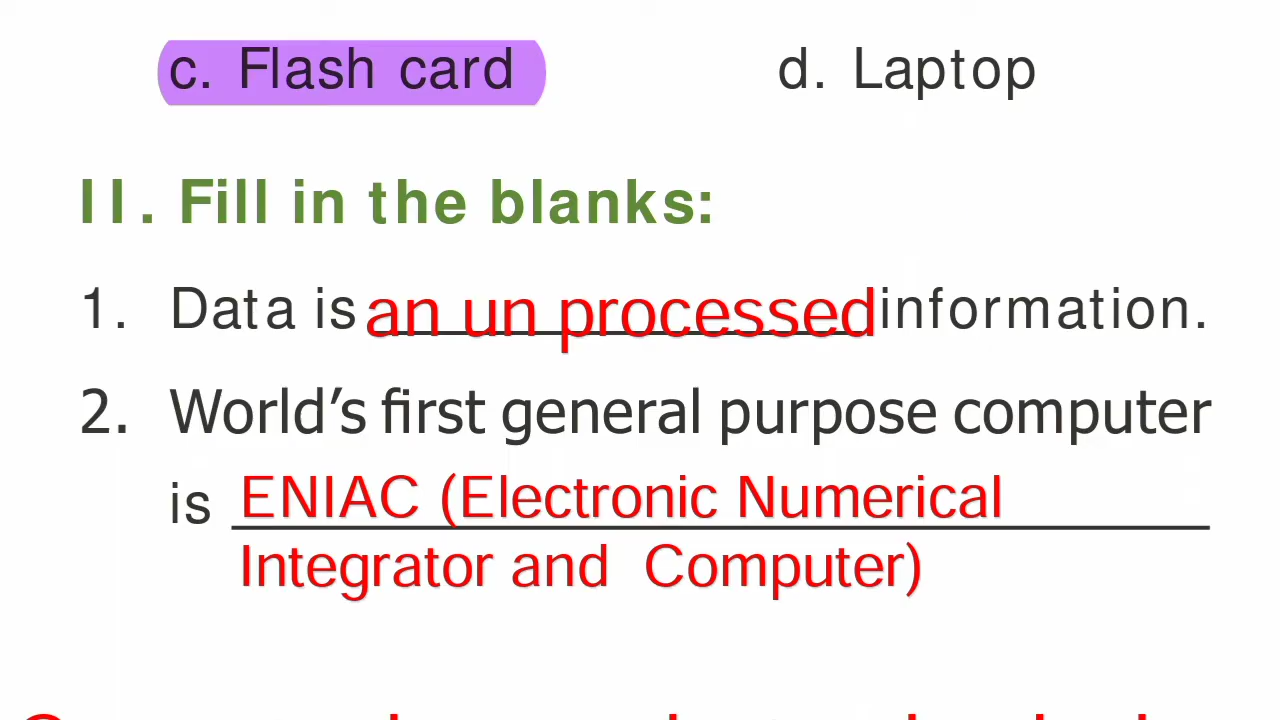 c. Flash card d. Laptop
II. Fill in the blanks:
1. Data is an un processed information.
2. World’s first general purpose computer
is ENIAC (Electronic Numerical
Integrator and Computer)